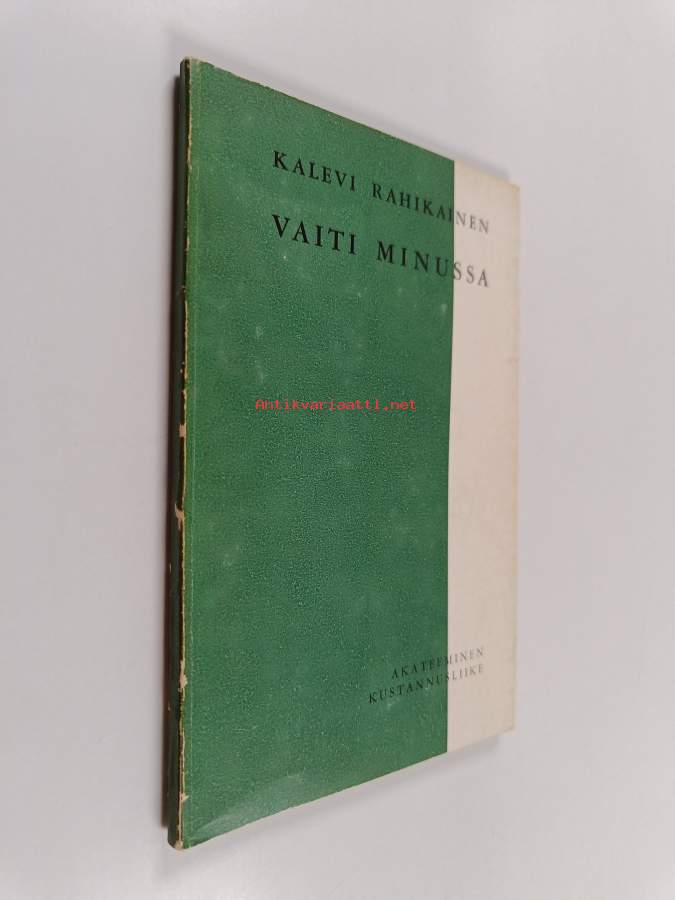 KALEVI RAHIKAINEN
VAITI MINUSSA
Antikvariaatti.net
AKATEEMINEN
KUSTANNUSLIIKE